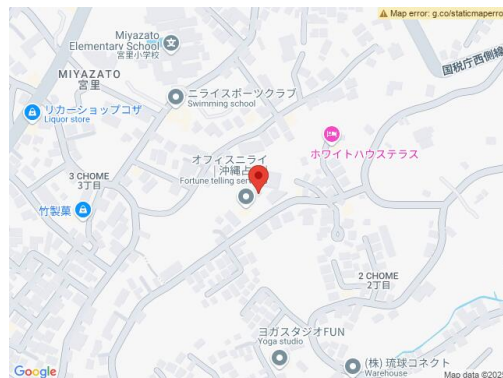 Map error: g.co/staticmaperro
Miyazato
Elementary School
宮里小学校
国税庁西側線
MIYAZATO
宮里
ニライスポーツクラブ
Swimming school
リカーショップコザ
Liquor store
ホワイトハウステラス
オフィスニライ
｜沖縄占
Fortune telling ser
3 CHOME
3丁目
竹製菓
2 CHOME
2丁目
ヨガスタジオFUN
Yoga studio
(株) 琉球コネクト
Warehouse
Google
Map data ©202